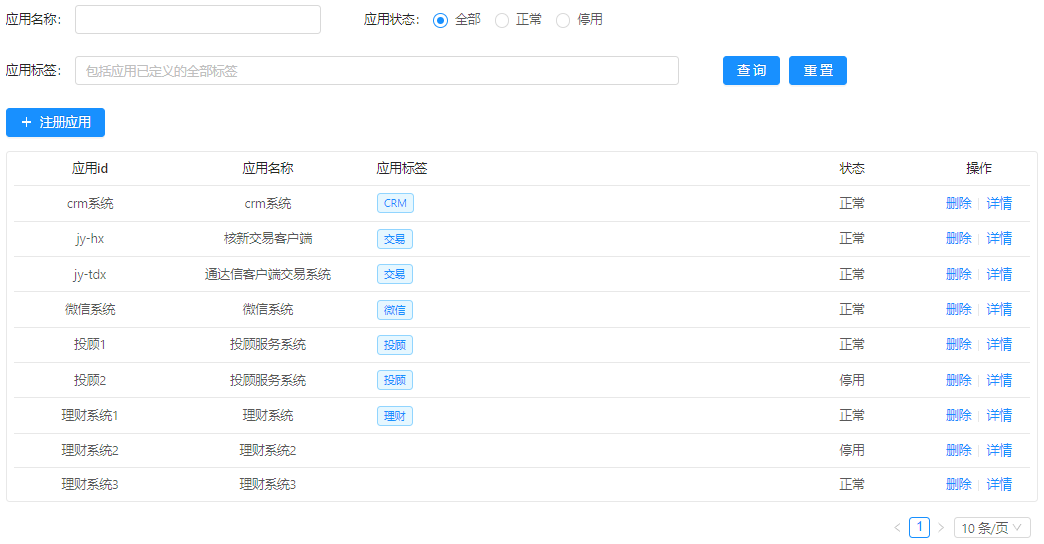 应用名称： 应用状态： 全部 正常 停用
应用标签： 包括应用已定义的全部标签 查 询 重 置
+ 注册应用
应用id 应用名称 应用标签 状态 操作
crm系统 crm系统 CRM 正常 删除 详情
jy-hx 核新交易客户端 交易 正常 删除 详情
jy-tdx 通达信客户端交易系统 交易 正常 删除 详情
微信系统 微信系统 微信 正常 删除 详情
投顾1 投顾服务系统 投顾 正常 删除 详情
投顾2 投顾服务系统 投顾 停用 删除 详情
理财系统1 理财系统 理财 正常 删除 详情
理财系统2 理财系统2 停用 删除 详情
理财系统3 理财系统3 正常 删除 详情
< 1 > 10 条/页